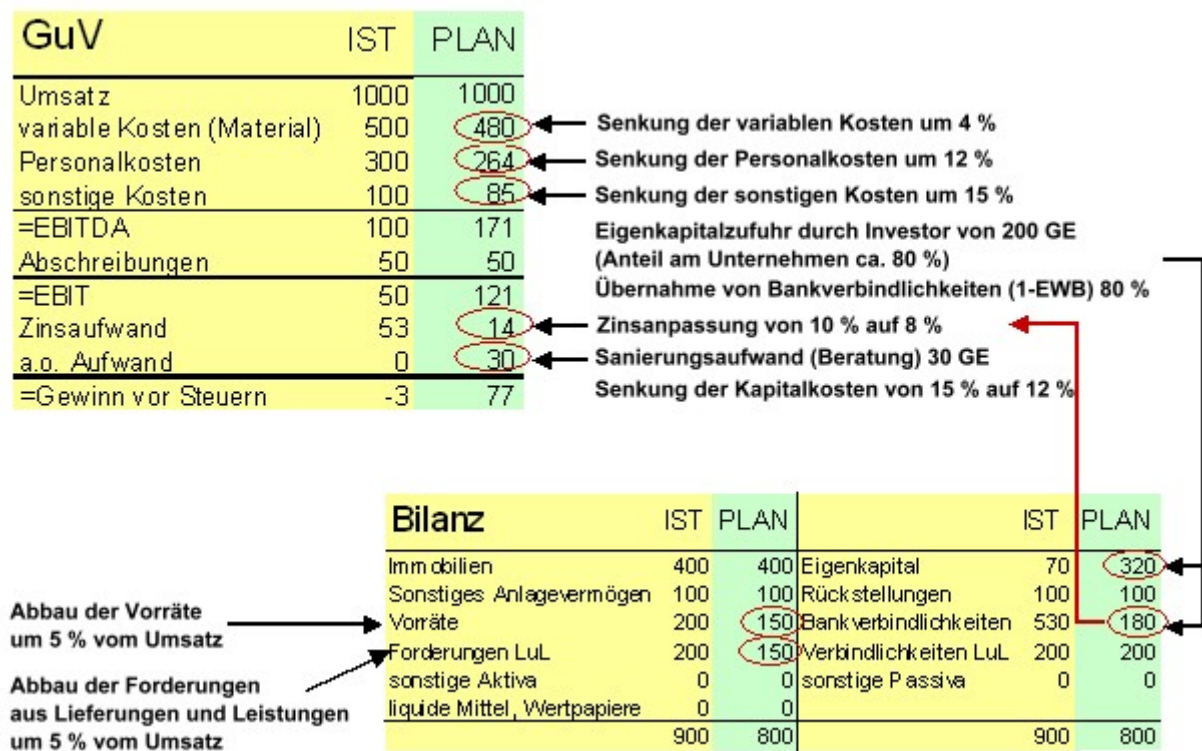 GuV IST PLAN
Umsatz 1000 1000
variable Kosten (Material) 500 480
Personalkosten 300 264
sonstige Kosten 100 85
=EBITDA 100 171
Abschreibungen 50 50
=EBIT 50 121
Zinsaufwand 53 14
a.o. Aufwand 0 30
=Gewinn vor Steuern -3 77
Senkung der variablen Kosten um 4 %
Senkung der Personalkosten um 12 %
Senkung der sonstigen Kosten um 15 %
Eigenkapitalzufuhr durch Investor von 200 GE
(Anteil am Unternehmen ca. 80 %)
Übernahme von Bankverbindlichkeiten (1-EWB) 80 %
Zinsanpassung von 10 % auf 8 %
Sanierungsaufwand (Beratung) 30 GE
Senkung der Kapitalkosten von 15 % auf 12 %
Abbau der Vorräte
um 5 % vom Umsatz
Abbau der Forderungen
aus Lieferungen und Leistungen
um 5 % vom Umsatz
Bilanz IST PLAN IST PLAN
Immobilien 400 400 Eigenkapital 70 320
Sonstiges Anlagevermögen 100 100 Rückstellungen 100 100
Vorräte 200 150 Bankverbindlichkeiten 530 180
Forderungen LuL 200 150 Verbindlichkeiten LuL 200 200
sonstige Aktiva 0 0 sonstige Passiva 0 0
liquide Mittel, Wertpapiere 0 0
900 800 900 800